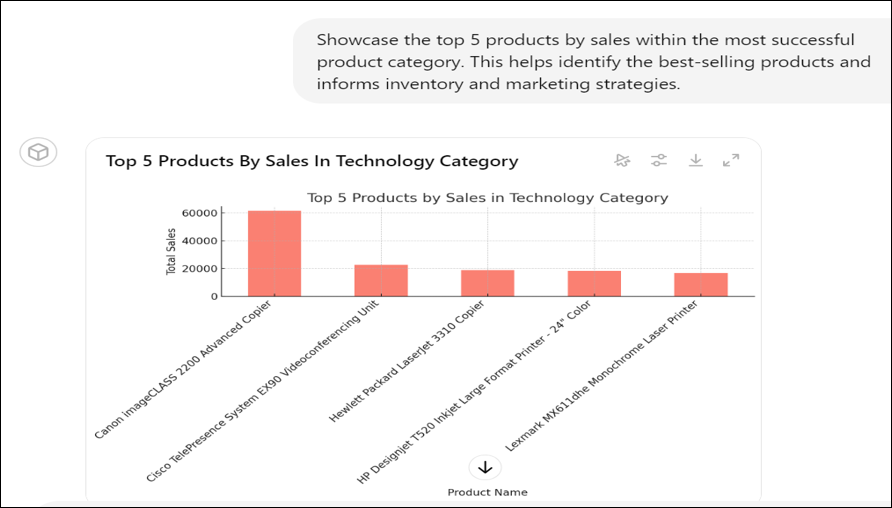 Showcase the top 5 products by sales within the most successful
product category. This helps identify the best-selling products and
informs inventory and marketing strategies.
Top 5 Products By Sales In Technology Category
Top 5 Products by Sales in Technology Category
Total Sales
60000
40000
20000
0
Canon imageCLASS 2200 Advanced Copier
Cisco TelePresence System EX90 Videoconferencing Unit
Hewlett Packard LaserJet 3310 Copier
HP Designjet T520 Inkjet Large Format Printer - 24" Color
Lexmark MX611dhe Monochrome Laser Printer
Product Name